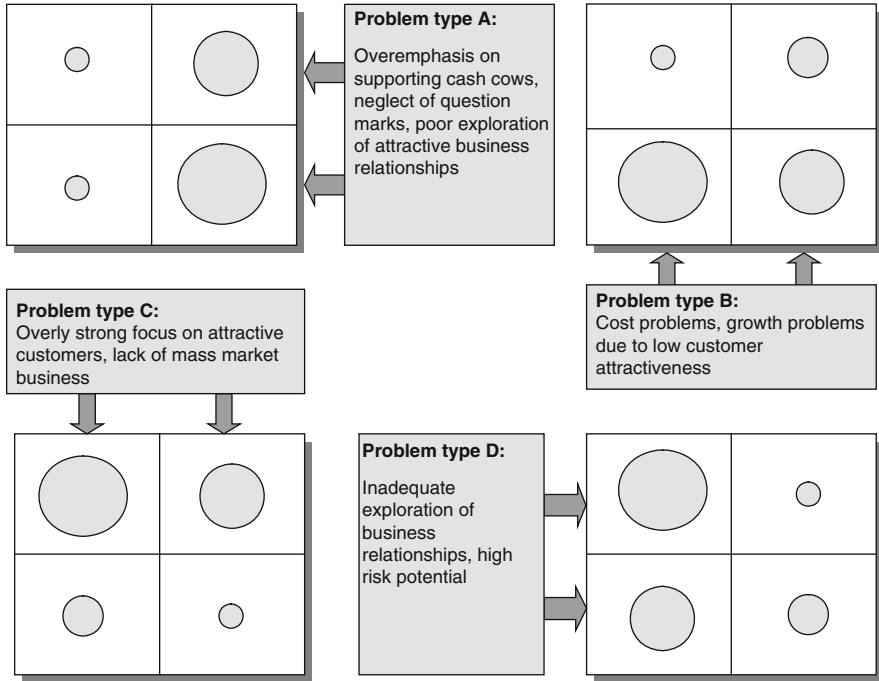 Problem type A:
Overemphasis on
supporting cash cows,
neglect of question
marks, poor exploration
of attractive business
relationships
Problem type B:
Cost problems, growth problems
due to low customer
attractiveness
Problem type C:
Overly strong focus on attractive
customers, lack of mass market
business
Problem type D:
Inadequate
exploration of
business
relationships, high
risk potential